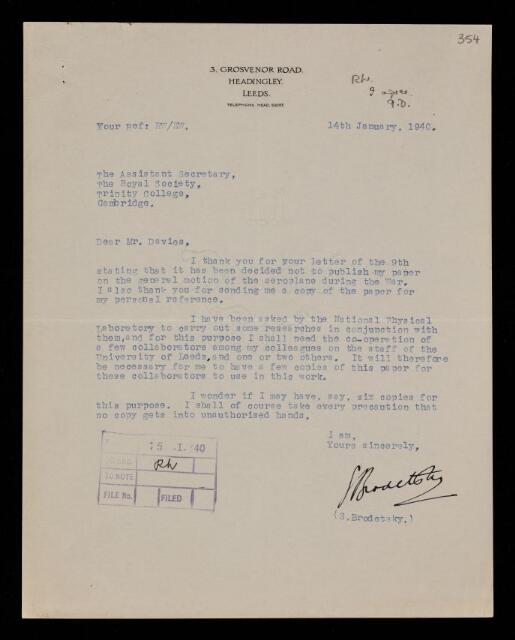 354
3, GROSVENOR ROAD,
HEADINGLEY,
LEEDS.
Rh.
I agree
Your ref: RW/EW.
14th January, 1940.
The Assistant Secretary,
The Royal Society,
Trinity College,
Cambridge.
Dear Mr. Davies,
I thank you for your letter of the 9th
stating that it has been decided not to publish my paper
on the general motion of the aeroplane during the War.
I also thank you for sending me a copy of the paper for
my personal reference.
I have been asked by the National Physical
Laboratory to carry out some researches in conjunction with
them,and for this purpose I shall need the co-operation of
a few collaborators among my colleagues on the staff of the
University of Leeds,and one or two others. It will therefore
be necessary for me to have a few copies of this paper for
these collaborators to use in this work.
I wonder if I may have, say, six copies for
this purpose. I shall of course take every precaution that
no copy gets into unauthorised hands.
I am,
Yours sincerely,
15 .I. 40
Rh
TO NOTE
FILE No. FILED
S Brodetsky
(S.Brodetsky.)